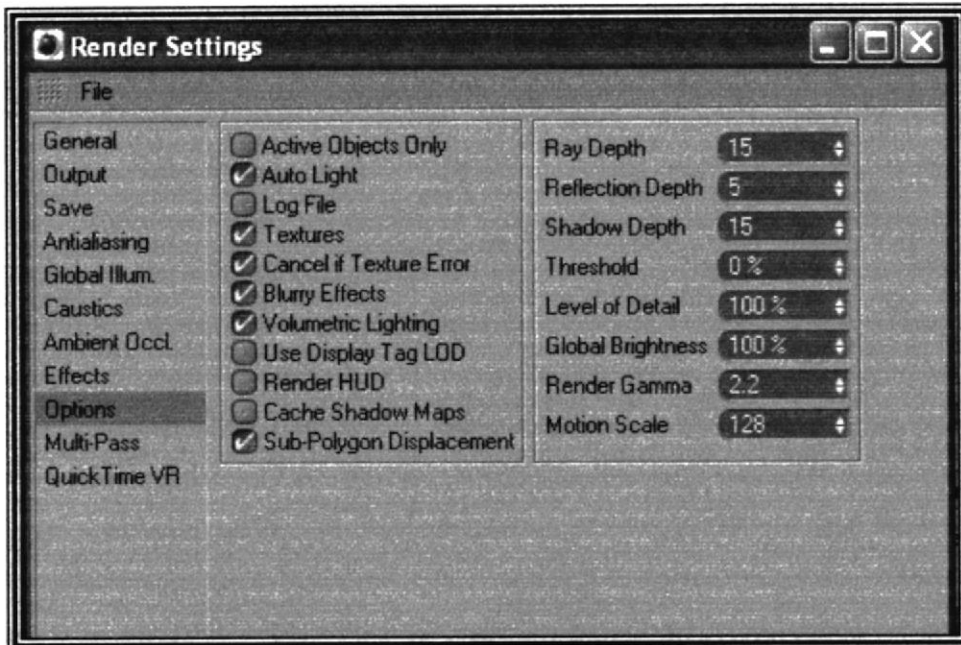 Render Settings
File
General
Output
Save
Antialiasing
Global Illum.
Caustics
Ambient Occl.
Effects
Options
Multi-Pass
QuickTime VR
Active Objects Only
Auto Light
Log File
Textures
Cancel if Texture Error
Blurry Effects
Volumetric Lighting
Use Display Tag LOD
Render HUD
Cache Shadow Maps
Sub-Polygon Displacement
Ray Depth 15
Reflection Depth 5
Shadow Depth 15
Threshold 0 %
Level of Detail 100 %
Global Brightness 100 %
Render Gamma 2.2
Motion Scale 128